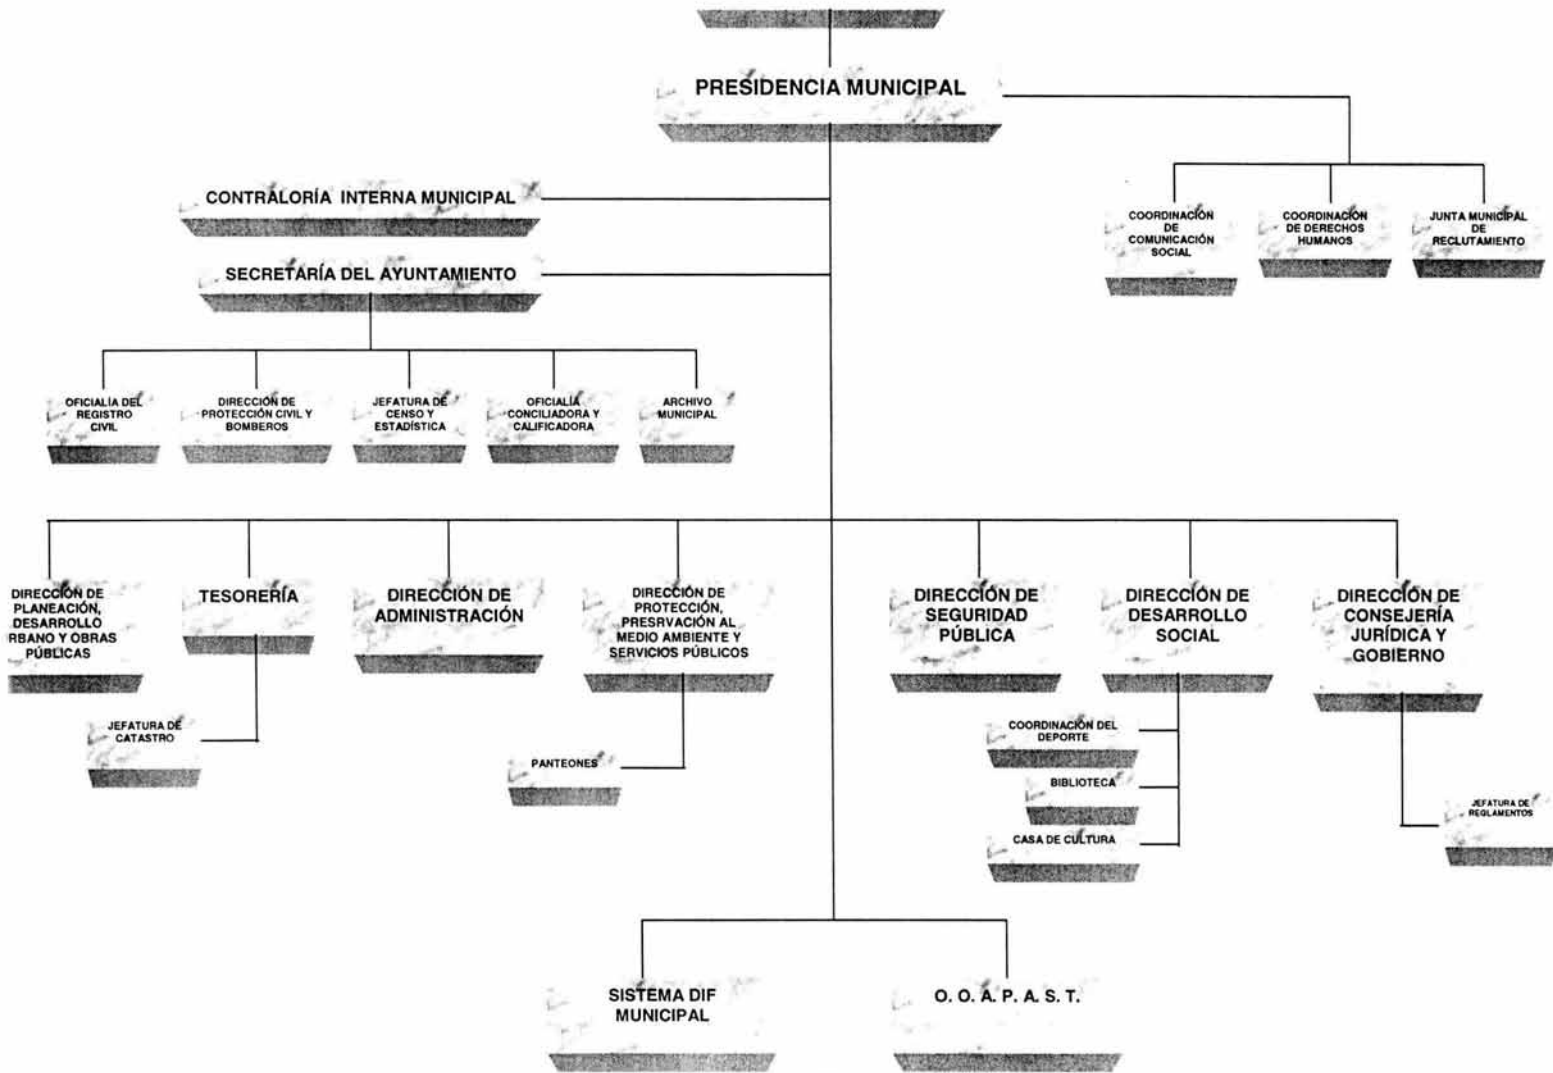 PRESIDENCIA MUNICIPAL
CONTRALORÍA INTERNA MUNICIPAL
SECRETARÍA DEL AYUNTAMIENTO
COORDINACIÓN
DE
COMUNICACIÓN
SOCIAL
COORDINACIÓN
DE DERECHOS
HUMANOS
JUNTA MUNICIPAL
DE
RECLUTAMIENTO
OFICIALÍA DEL
REGISTRO
CIVIL
DIRECCIÓN DE
PROTECCIÓN CIVIL Y
BOMBEROS
JEFATURA DE
CENSO Y
ESTADÍSTICA
OFICIALÍA
CONCILIADORA Y
CALIFICADORA
ARCHIVO
MUNICIPAL
DIRECCIÓN DE
PLANEACIÓN,
DESARROLLO
RBANO Y OBRAS
PÚBLICAS
TESORERÍA
DIRECCIÓN DE
ADMINISTRACIÓN
DIRECCIÓN DE
PROTECCIÓN,
PRESRVACIÓN AL
MEDIO AMBIENTE Y
SERVICIOS PÚBLICOS
DIRECCIÓN DE
SEGURIDAD
PÚBLICA
DIRECCIÓN DE
DESARROLLO
SOCIAL
DIRECCIÓN DE
CONSEJERÍA
JURÍDICA Y
GOBIERNO
JEFATURA DE
CATASTRO
PANTEONES
COORDINACIÓN DEL
DEPORTE
BIBLIOTECA
CASA DE CULTURA
JEFATURA DE
REGLAMENTOS
SISTEMA DIF
MUNICIPAL
O. O. A. P. A. S. T.